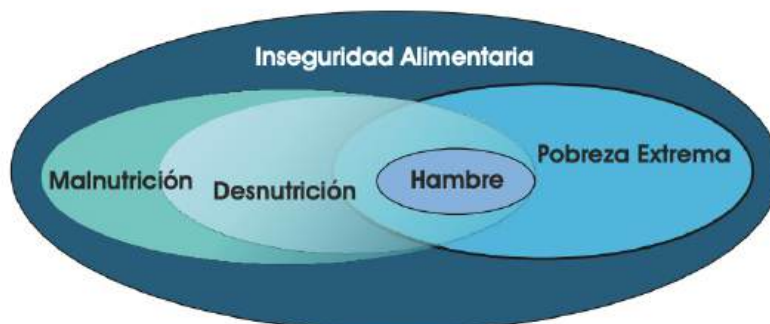 Inseguridad Alimentaria
Malnutrición
Desnutrición
Hambre
Pobreza Extrema